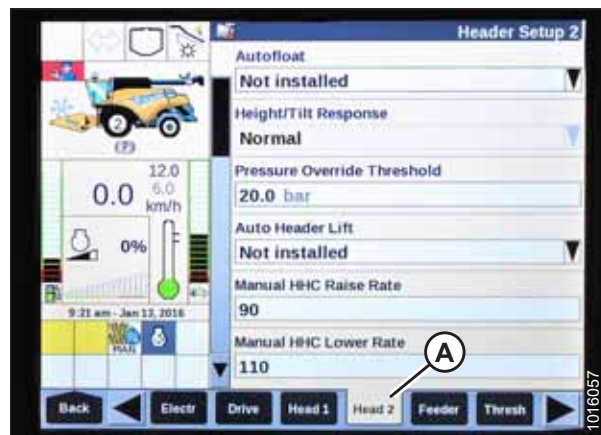 Header Setup 2
Autofloat
Not installed
Height/Tilt Response
Normal
Pressure Override Threshold
20.0 bar
Auto Header Lift
Not installed
Manual HHC Raise Rate
90
Manual HHC Lower Rate
110
2
(?)
12.0
6.0
0.0 km/h
0%
9:21 am - Jan 13, 2016
MAN
A
Back Electr Drive Head 1 Head 2 Feeder Thresh
1016057